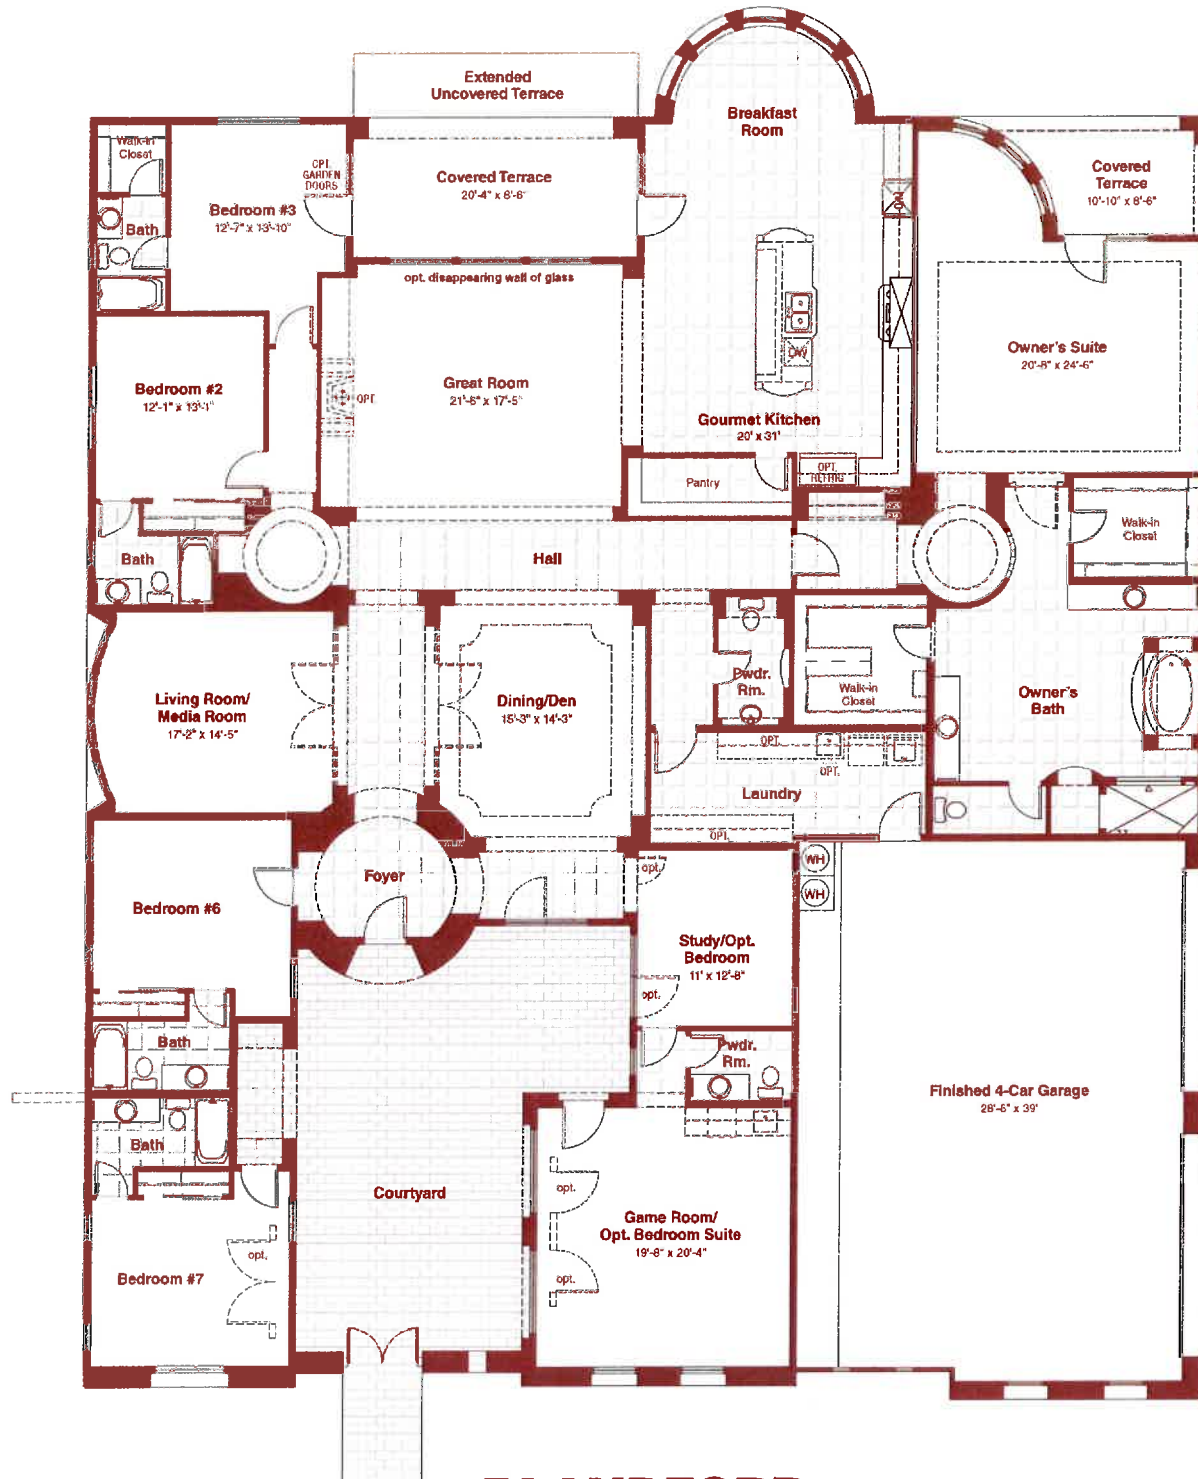 Extended
Uncovered Terrace
Breakfast
Room
Walk-in
Closet
OPT.
GARDEN
DOORS
Covered Terrace
20'-4" x 8'-6"
Covered
Terrace
10'-10" x 8'-6"
Bedroom #3
12'-7" x 13'-10"
Bath
opt. disappearing wall of glass
Owner's Suite
20'-8" x 24'-6"
DW
Bedroom #2
12'-1" x 13'-1"
OPT
Great Room
21'-6" x 17'-5"
Gourmet Kitchen
20' x 31'
Pantry
OPT.
REFRIG
Walk-in
Closet
Bath
Hall
Living Room/
Media Room
17'-2" x 14'-5"
Dining/Den
15'-3" x 14'-3"
Pwdr.
Rm.
Walk-in
Closet
Owner's
Bath
OPT.
OPT.
Laundry
OPT.
Foyer
opt.
WH
WH
Bedroom #6
Study/Opt.
Bedroom
11' x 12'-8"
opt.
Bath
Pwdr.
Rm.
Finished 4-Car Garage
28'-6" x 39'
Bath
Courtyard
opt.
Game Room/
Opt. Bedroom Suite
19'-8" x 20'-4"
opt.
Bedroom #7
opt.